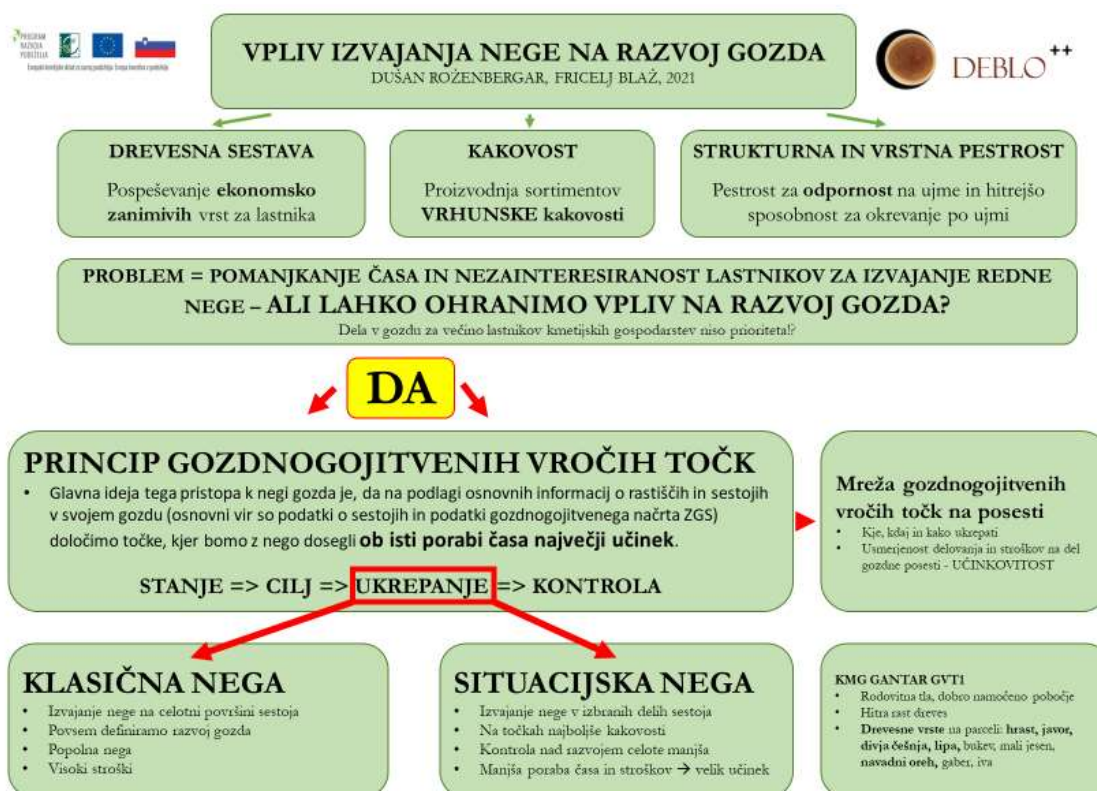 PROGRAM
RAZVOJA
PODEŽELJA
VPLIV IZVAJANJA NEGE NA RAZVOJ GOZDA
DUŠAN ROŽENBERGAR, FRICELJ BLAŽ, 2021
DEBLO++
DREVESNA SESTAVA
Pospeševanje ekonomsko
zanimivih vrst za lastnika
KAKOVOST
Proizvodnja sortimentov
VRHUNSKE kakovosti
STRUKTURNA IN VRSTNA PESTROST
Pestrost za odpornost na ujme in hitrejšo
sposobnost za okrevanje po ujmi
PROBLEM = POMANJKANJE ČASA IN NEZAINTERESIRANOST LASTNIKOV ZA IZVAJANJE REDNE
NEGE – ALI LAHKO OHRANIMO VPLIV NA RAZVOJ GOZDA?
Dela v gozdu za večino lastnikov kmetijskih gospodarstev niso prioriteta!?
DA
PRINCIP GOZDNOGOJITVENIH VROČIH TOČK
• Glavna ideja tega pristopa k negi gozda je, da na podlagi osnovnih informacij o rastiščih in sestojih
v svojem gozdu (osnovni vir so podatki o sestojih in podatki gozdnogojitvenega načrta ZGS)
določimo točke, kjer bomo z nego dosegli ob isti porabi časa največji učinek.
STANJE => CILJ => UKREPANJE => KONTROLA
Mreža gozdnogojitvenih
vročih točk na posesti
• Kje, kdaj in kako ukrepati
• Usmerjenost delovanja in stroškov na del
gozdne posesti - UČINKOVITOST
KLASIČNA NEGA
• Izvajanje nege na celotni površini sestoja
• Povsem definiramo razvoj gozda
• Popolna nega
• Visoki stroški
SITUACIJSKA NEGA
• Izvajanje nege v izbranih delih sestoja
• Na točkah najboljše kakovosti
• Kontrola nad razvojem celote manjša
• Manjša poraba časa in stroškov → velik učinek
KMG GANTAR GVT1
• Rodovitna tla, dobro namočeno pobočje
• Hitra rast dreves
• Drevesne vrste na parceli: hrast, javor,
divja češnja, lipa, bukev, mali jesen,
navadni oreh, gaber, iva